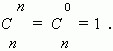 C_n^n = C_n^0 = 1 .